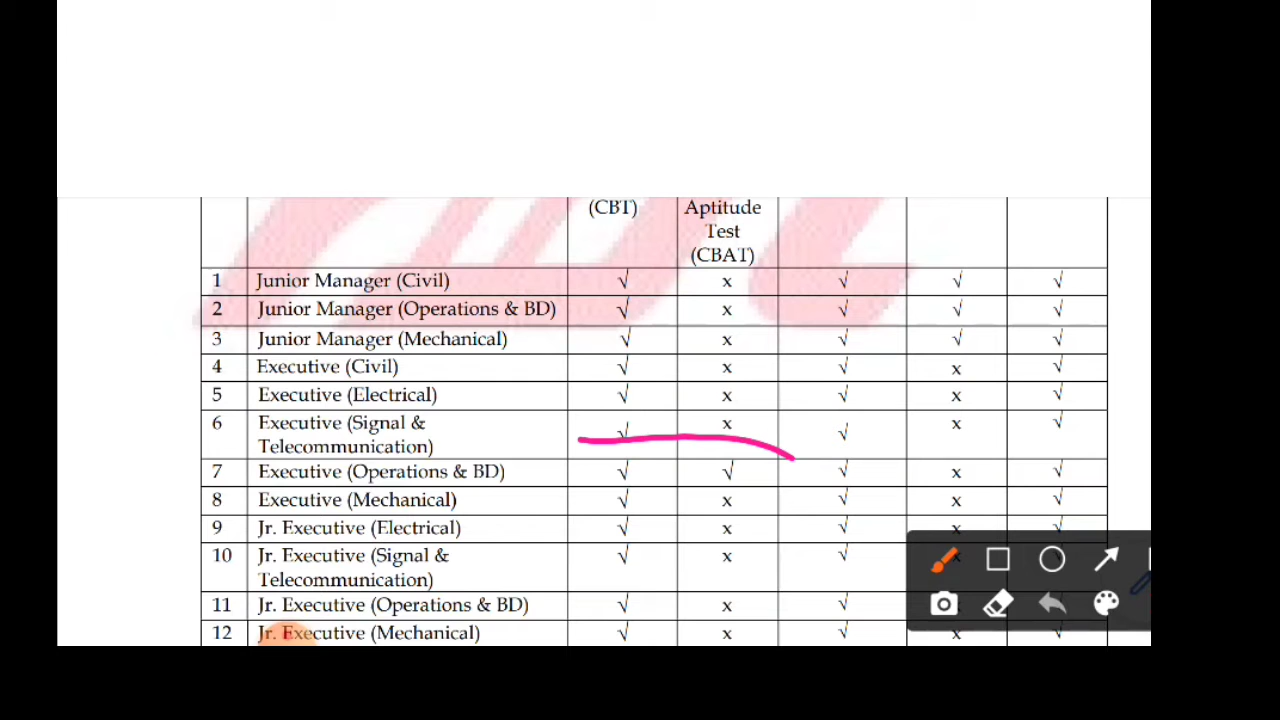 (CBT) Aptitude
Test
(CBAT)
1 Junior Manager (Civil) √ x √ √ √
2 Junior Manager (Operations & BD) √ x √ √ √
3 Junior Manager (Mechanical) √ x √ √ √
4 Executive (Civil) √ x √ x √
5 Executive (Electrical) √ x √ x √
6 Executive (Signal & √ x √ x √
Telecommunication)
7 Executive (Operations & BD) √ √ √ x √
8 Executive (Mechanical) √ x √ x √
9 Jr. Executive (Electrical) √ x √ x √
10 Jr. Executive (Signal & √ x √ x
Telecommunication)
11 Jr. Executive (Operations & BD) √ x √
12 Jr. Executive (Mechanical) √ x √ x √